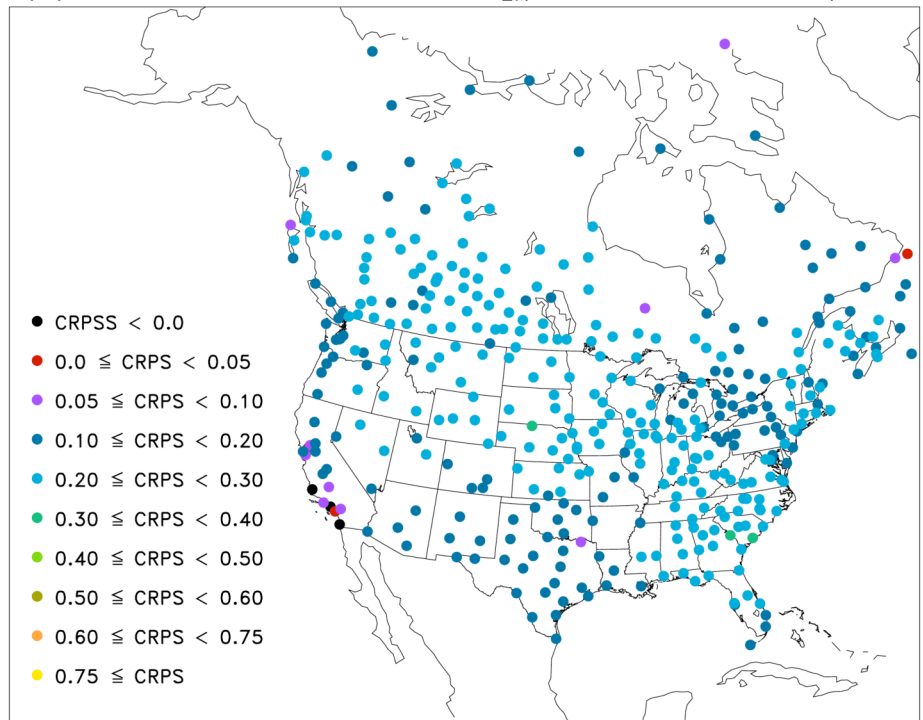 CRPSS < 0.0
0.0 ≦ CRPS < 0.05
0.05 ≦ CRPS < 0.10
0.10 ≦ CRPS < 0.20
0.20 ≦ CRPS < 0.30
0.30 ≦ CRPS < 0.40
0.40 ≦ CRPS < 0.50
0.50 ≦ CRPS < 0.60
0.60 ≦ CRPS < 0.75
0.75 ≦ CRPS